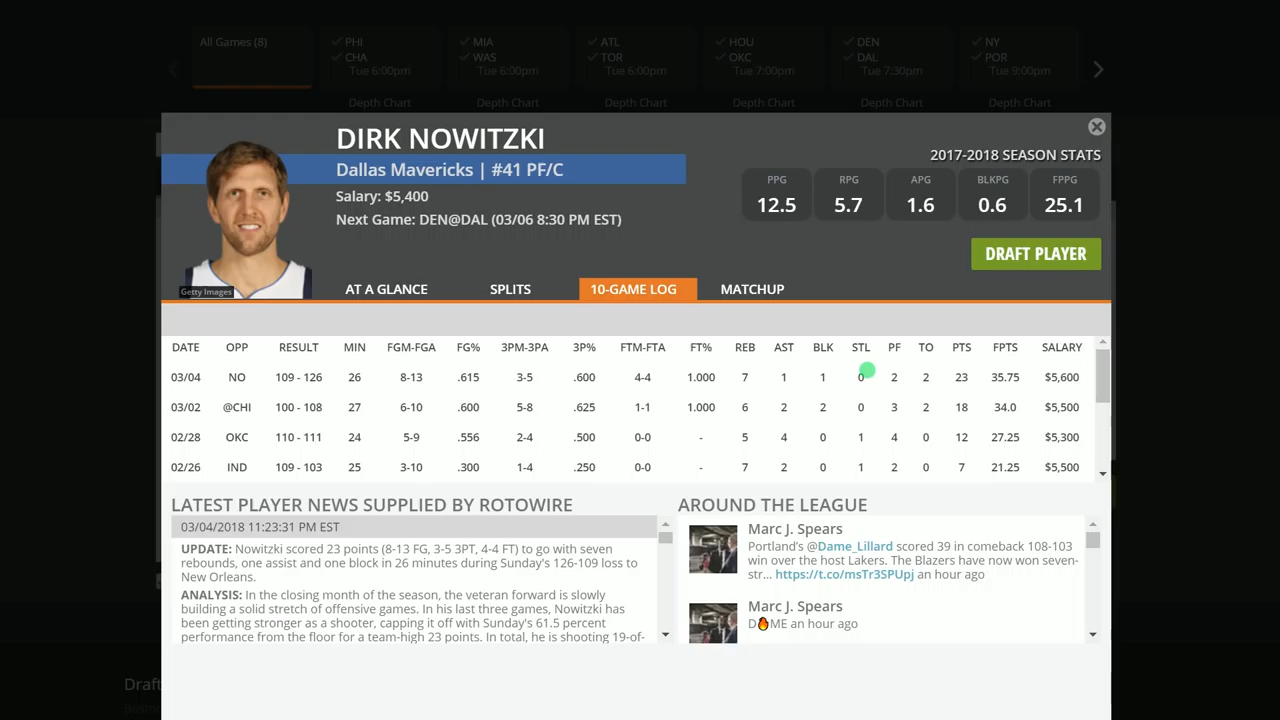 All Games (8)
PHI
CHA
Tue 6:00pm
MIA
WAS
Tue 6:00pm
ATL
TOR
Tue 6:00pm
HOU
OKC
Tue 7:00pm
DEN
DAL
Tue 7:30pm
NY
POR
Tue 9:00pm
Depth Chart Depth Chart Depth Chart Depth Chart Depth Chart Depth Chart
DIRK NOWITZKI
Dallas Mavericks | #41 PF/C
Salary: $5,400
Next Game: DEN@DAL (03/06 8:30 PM EST)
Getty Images
2017-2018 SEASON STATS
PPG RPG APG BLKPG FPPG
12.5 5.7 1.6 0.6 25.1
DRAFT PLAYER
AT A GLANCE SPLITS 10-GAME LOG MATCHUP
DATE OPP RESULT MIN FGM-FGA FG% 3PM-3PA 3P% FTM-FTA FT% REB AST BLK STL PF TO PTS FPTS SALARY
03/04 NO 109 - 126 26 8-13 .615 3-5 .600 4-4 1.000 7 1 1 0 2 2 23 35.75 $5,600
03/02 @CHI 100 - 108 27 6-10 .600 5-8 .625 1-1 1.000 6 2 2 0 3 2 18 34.0 $5,500
02/28 OKC 110 - 111 24 5-9 .556 2-4 .500 0-0 - 5 4 0 1 4 0 12 27.25 $5,300
02/26 IND 109 - 103 25 3-10 .300 1-4 .250 0-0 - 7 2 0 1 2 0 7 21.25 $5,500
LATEST PLAYER NEWS SUPPLIED BY ROTOWIRE
03/04/2018 11:23:31 PM EST
UPDATE: Nowitzki scored 23 points (8-13 FG, 3-5 3PT, 4-4 FT) to go with seven
rebounds, one assist and one block in 26 minutes during Sunday's 126-109 loss to
New Orleans.
ANALYSIS: In the closing month of the season, the veteran forward is slowly
building a solid stretch of offensive games. In his last three games, Nowitzki has
been getting stronger as a shooter, capping it off with Sunday's 61.5 percent
performance from the floor for a team-high 23 points. In total, he is shooting 19-of-
AROUND THE LEAGUE
Marc J. Spears
Portland's @Dame_Lillard scored 39 in comeback 108-103
win over the host Lakers. The Blazers have now won seven-
str... https://t.co/msTr3SPUpj an hour ago
Marc J. Spears
D🔥ME an hour ago
Draft